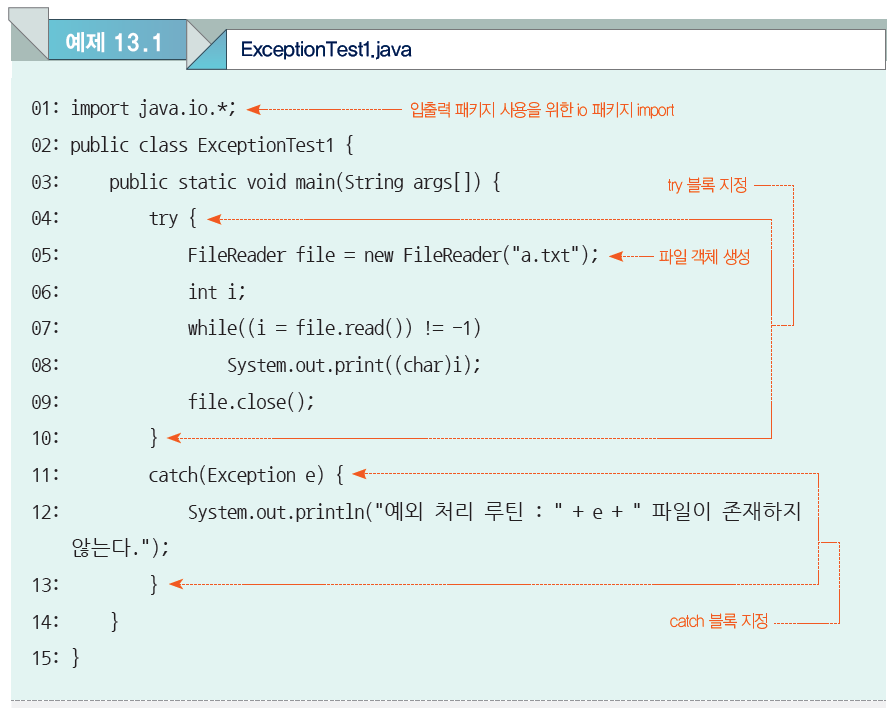 예제 13.1 ExceptionTest1.java
01: import java.io.*; 입출력 패키지 사용을 위한 io 패키지 import
02: public class ExceptionTest1 {
03: public static void main(String args[]) { try 블록 지정
04: try {
05: FileReader file = new FileReader("a.txt"); 파일 객체 생성
06: int i;
07: while((i = file.read()) != -1)
08: System.out.print((char)i);
09: file.close();
10: }
11: catch(Exception e) {
12: System.out.println("예외 처리 루틴 : " + e + " 파일이 존재하지
않는다.");
13: }
14: } catch 블록 지정
15: }